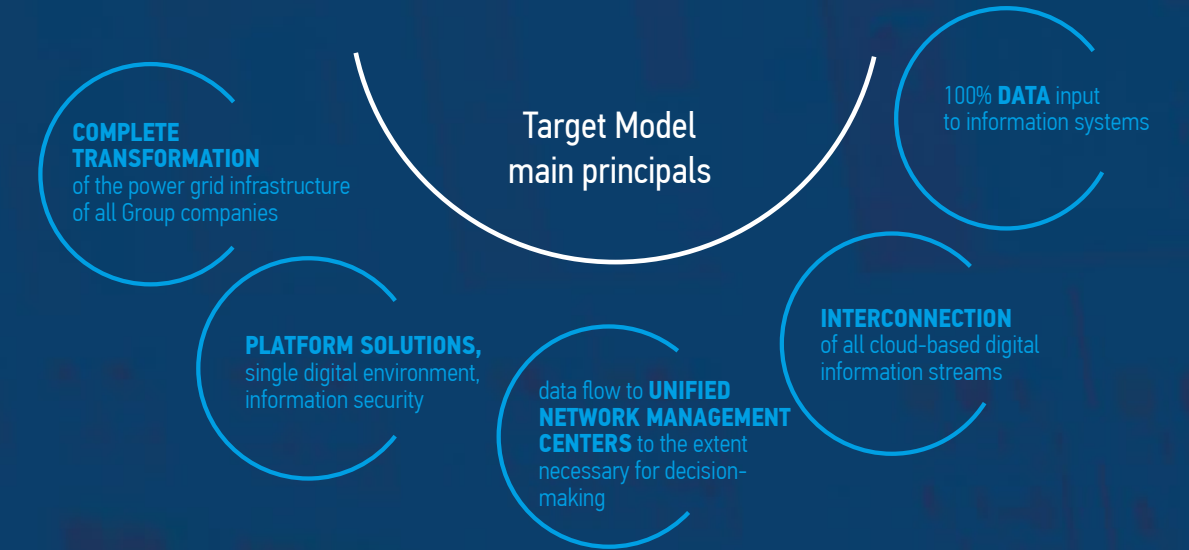 Target Model
main principals
COMPLETE
TRANSFORMATION
of the power grid infrastructure
of all Group companies
PLATFORM SOLUTIONS,
single digital environment,
information security
data flow to UNIFIED
NETWORK MANAGEMENT
CENTERS to the extent
necessary for decision-
making
INTERCONNECTION
of all cloud-based digital
information streams
100% DATA input
to information systems